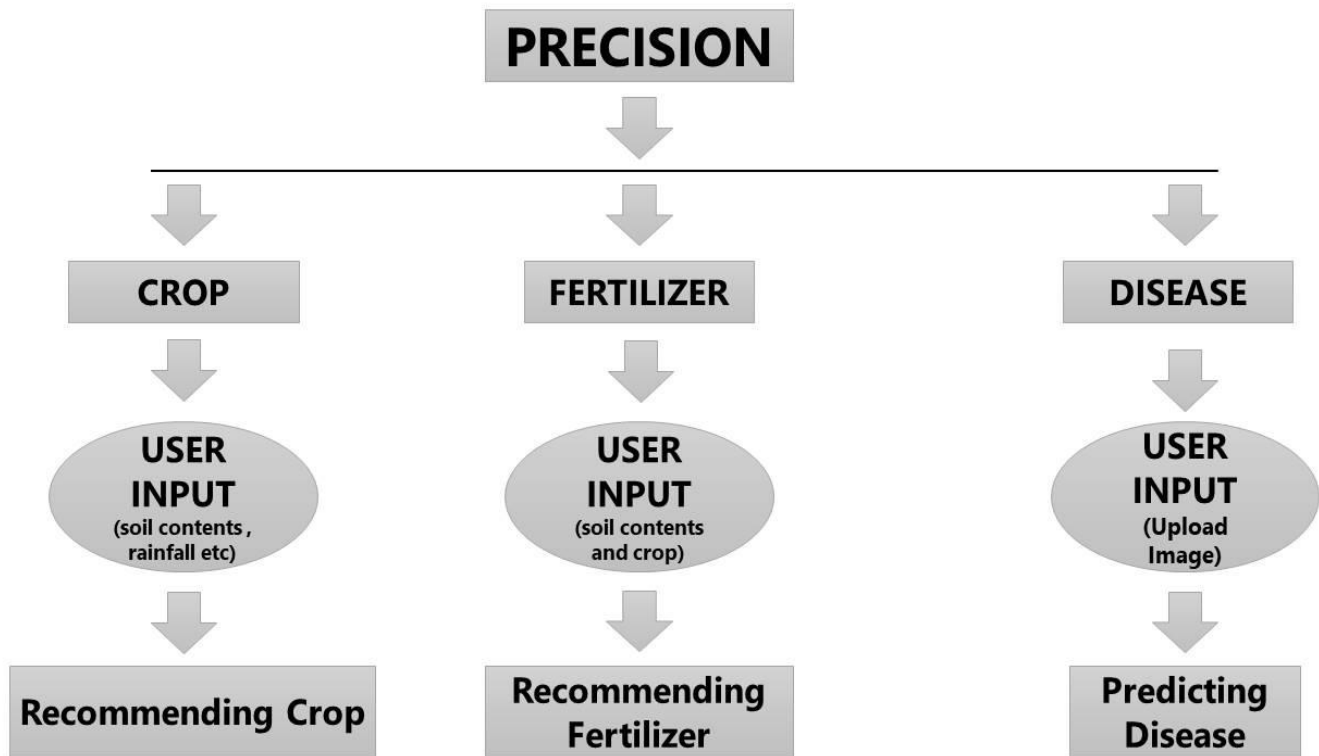 PRECISION
CROP
FERTILIZER
DISEASE
USER
INPUT
(soil contents ,
rainfall etc)
USER
INPUT
(soil contents
and crop)
USER
INPUT
(Upload
Image)
Recommending Crop
Recommending
Fertilizer
Predicting
Disease